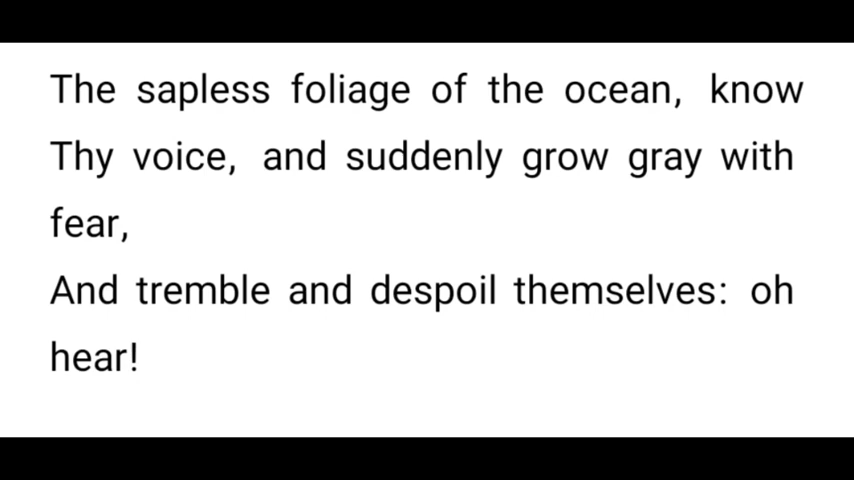 The sapless foliage of the ocean, know
Thy voice, and suddenly grow gray with
fear,
And tremble and despoil themselves: oh
hear!